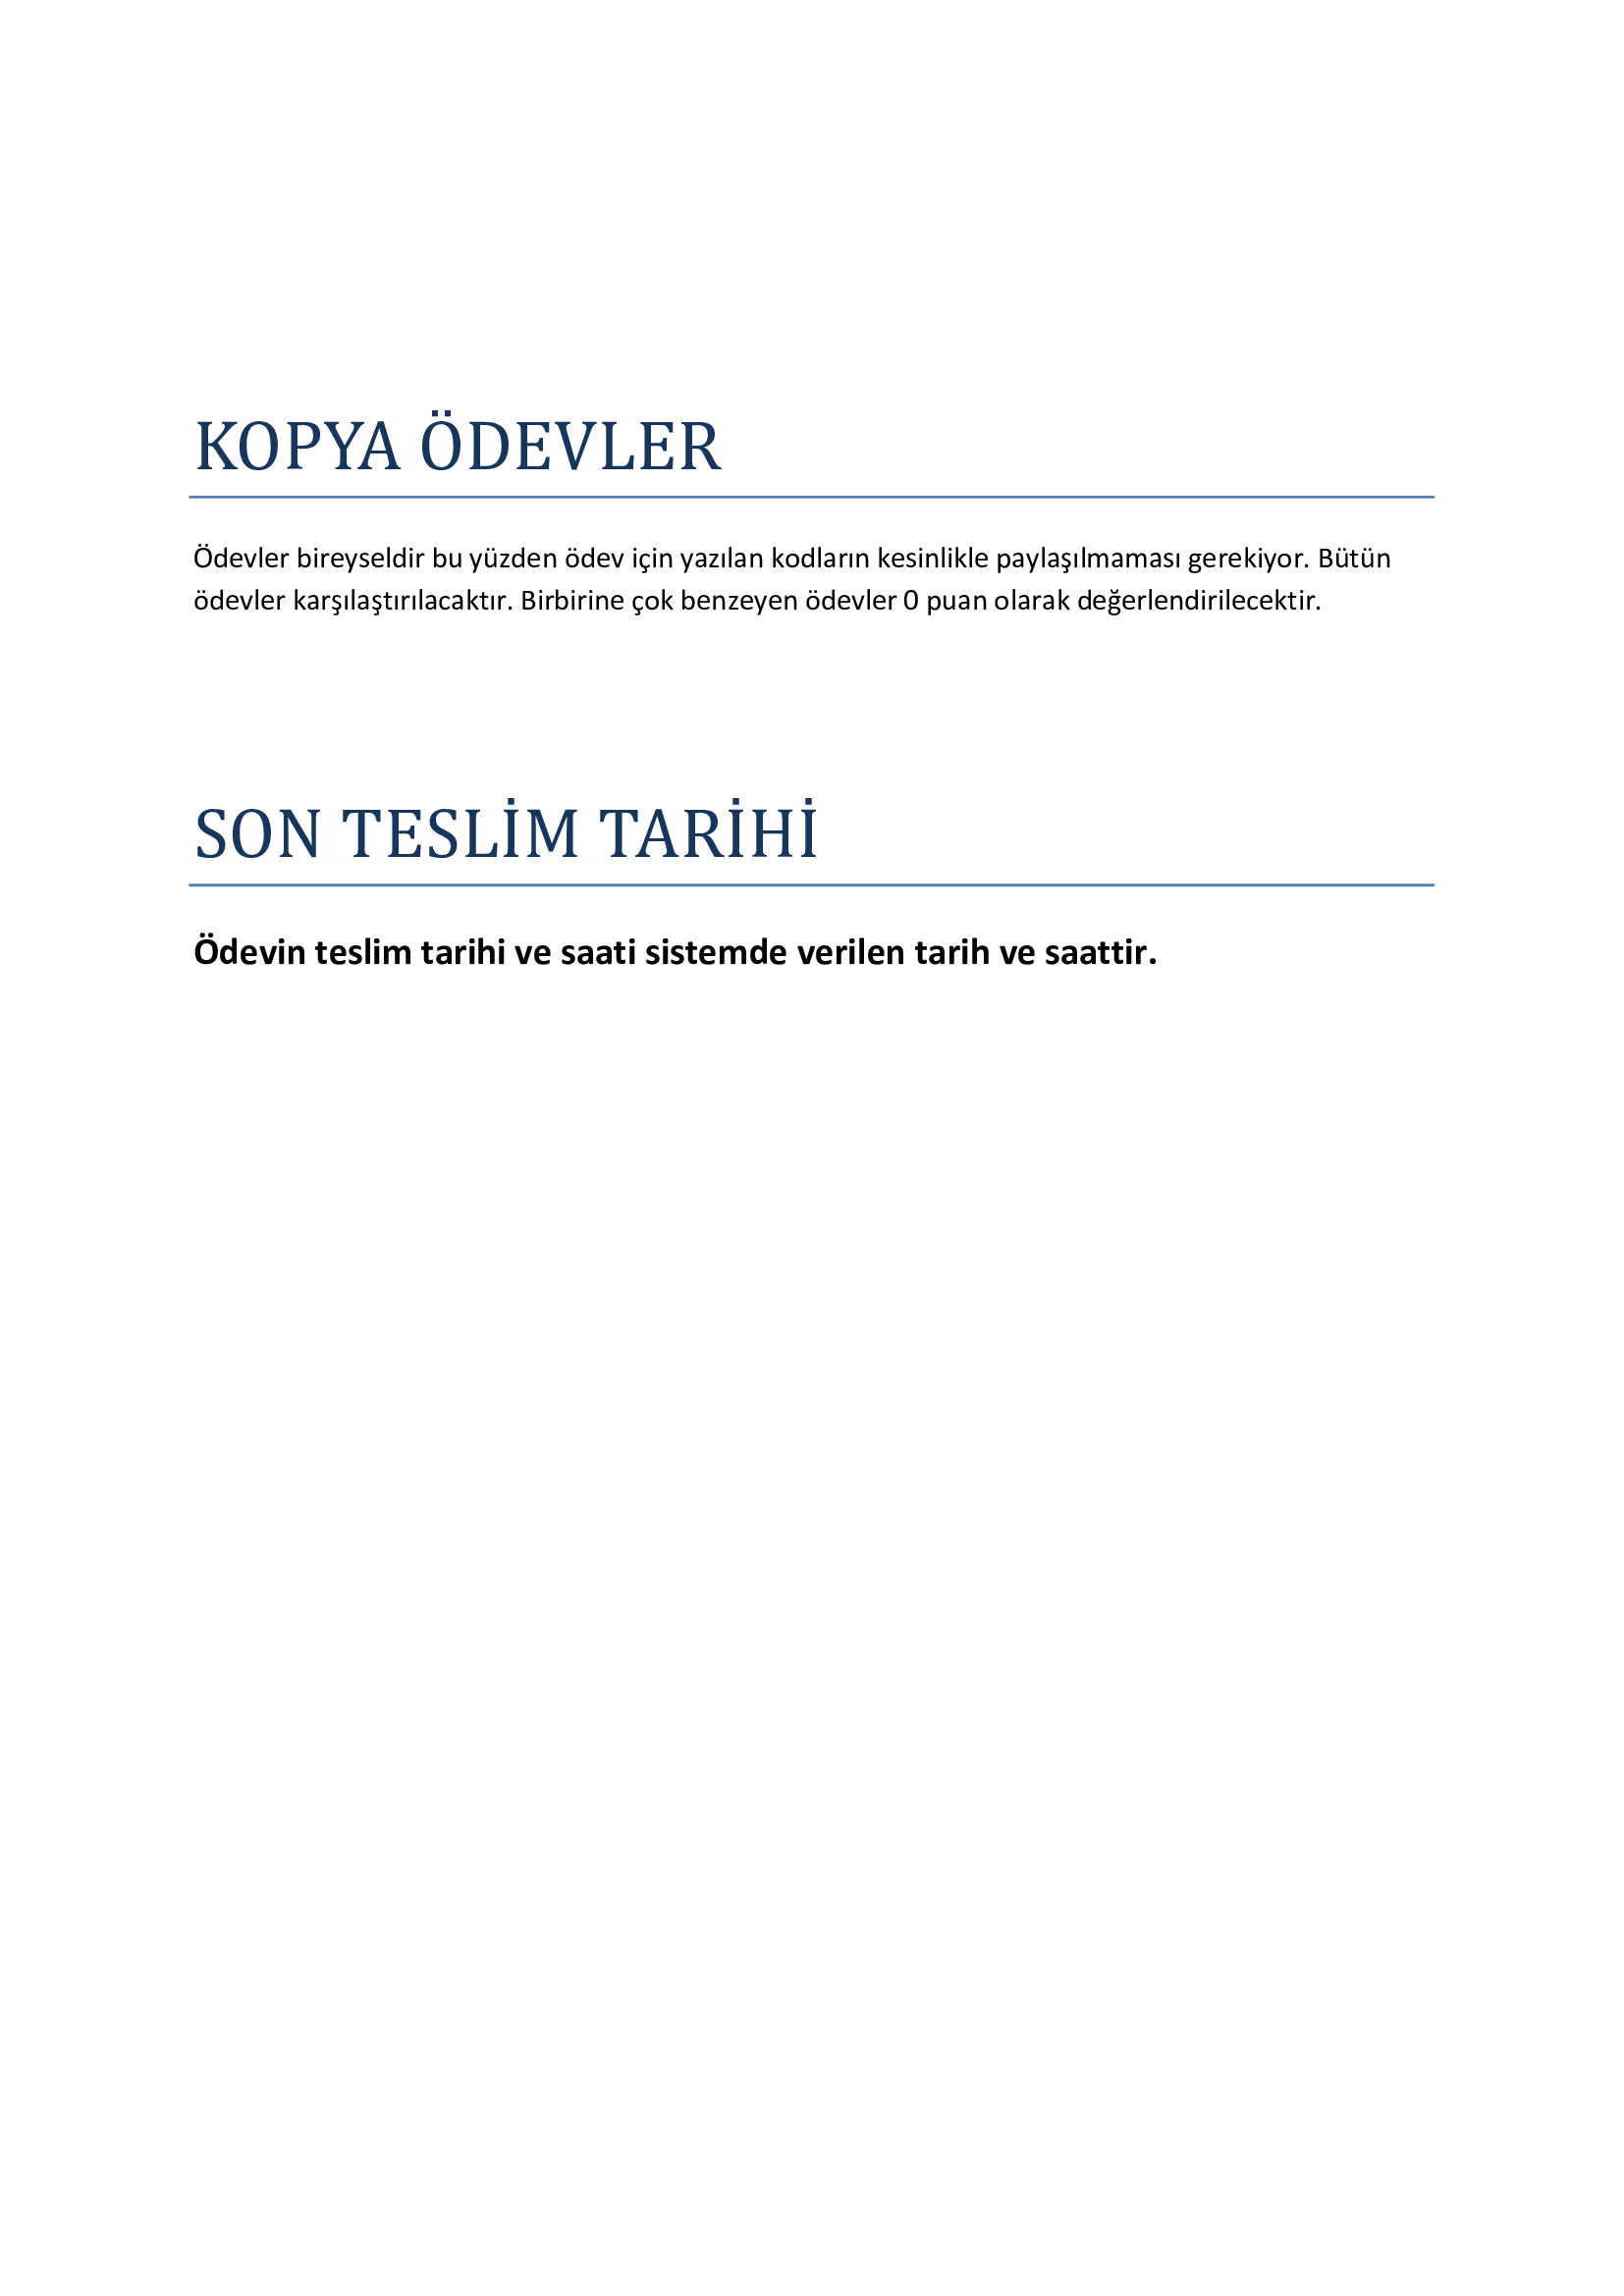 KOPYA ÖDEVLER
Ödevler bireyseldir bu yüzden ödev için yazılan kodların kesinlikle paylaşılmaması gerekiyor. Bütün
ödevler karşılaştırılacaktır. Birbirine çok benzeyen ödevler 0 puan olarak değerlendirilecektir.
SON TESLİM TARİHİ
Ödevin teslim tarihi ve saati sistemde verilen tarih ve saattir.